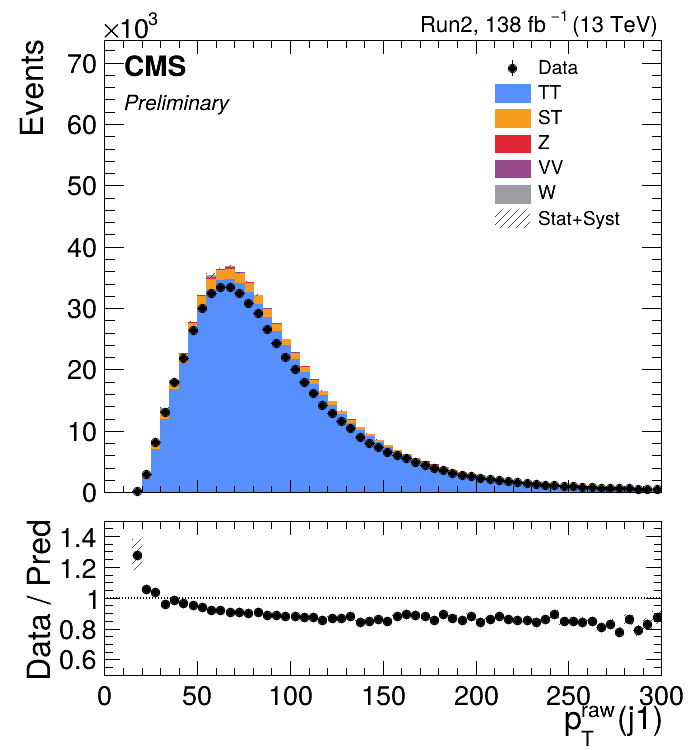 ×10³
Run2, 138 fb⁻¹ (13 TeV)
Events
70
60
50
40
30
20
10
0
CMS
Preliminary
Data
TT
ST
Z
VV
W
Stat+Syst
Data / Pred
1.4
1.2
1
0.8
0.6
0 50 100 150 200 250 300
p_T^raw(j1)